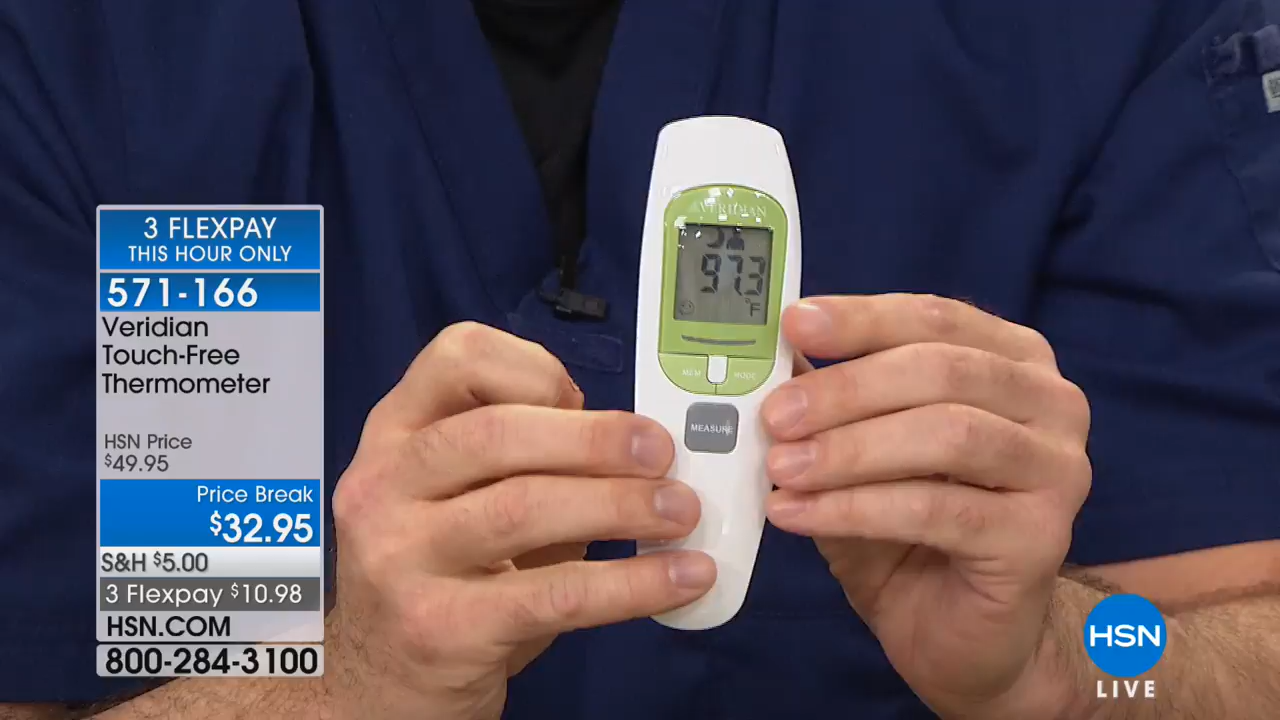 3 FLEXPAY
THIS HOUR ONLY
571-166
Veridian
Touch-Free
Thermometer
HSN Price
$49.95
Price Break
$32.95
S&H $5.00
3 Flexpay $10.98
HSN.COM
800-284-3100
VERIDIAN
97.3
°F
MEM MODE
MEASURE
HSN
LIVE